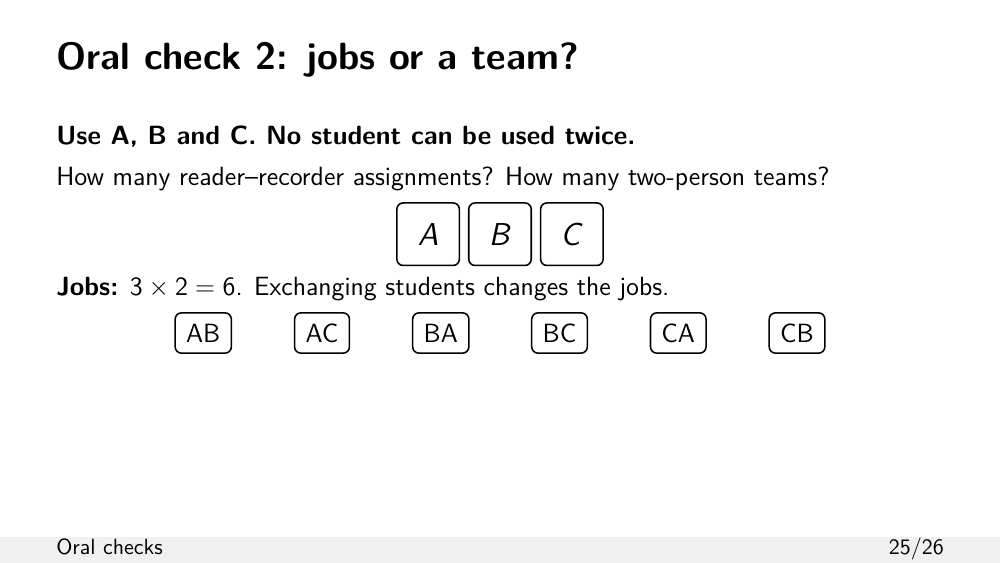 Oral check 2: jobs or a team?
Use A, B and C. No student can be used twice.
How many reader–recorder assignments? How many two-person teams?
A B C
Jobs: 3 × 2 = 6. Exchanging students changes the jobs.
AB AC BA BC CA CB
Oral checks 25/26